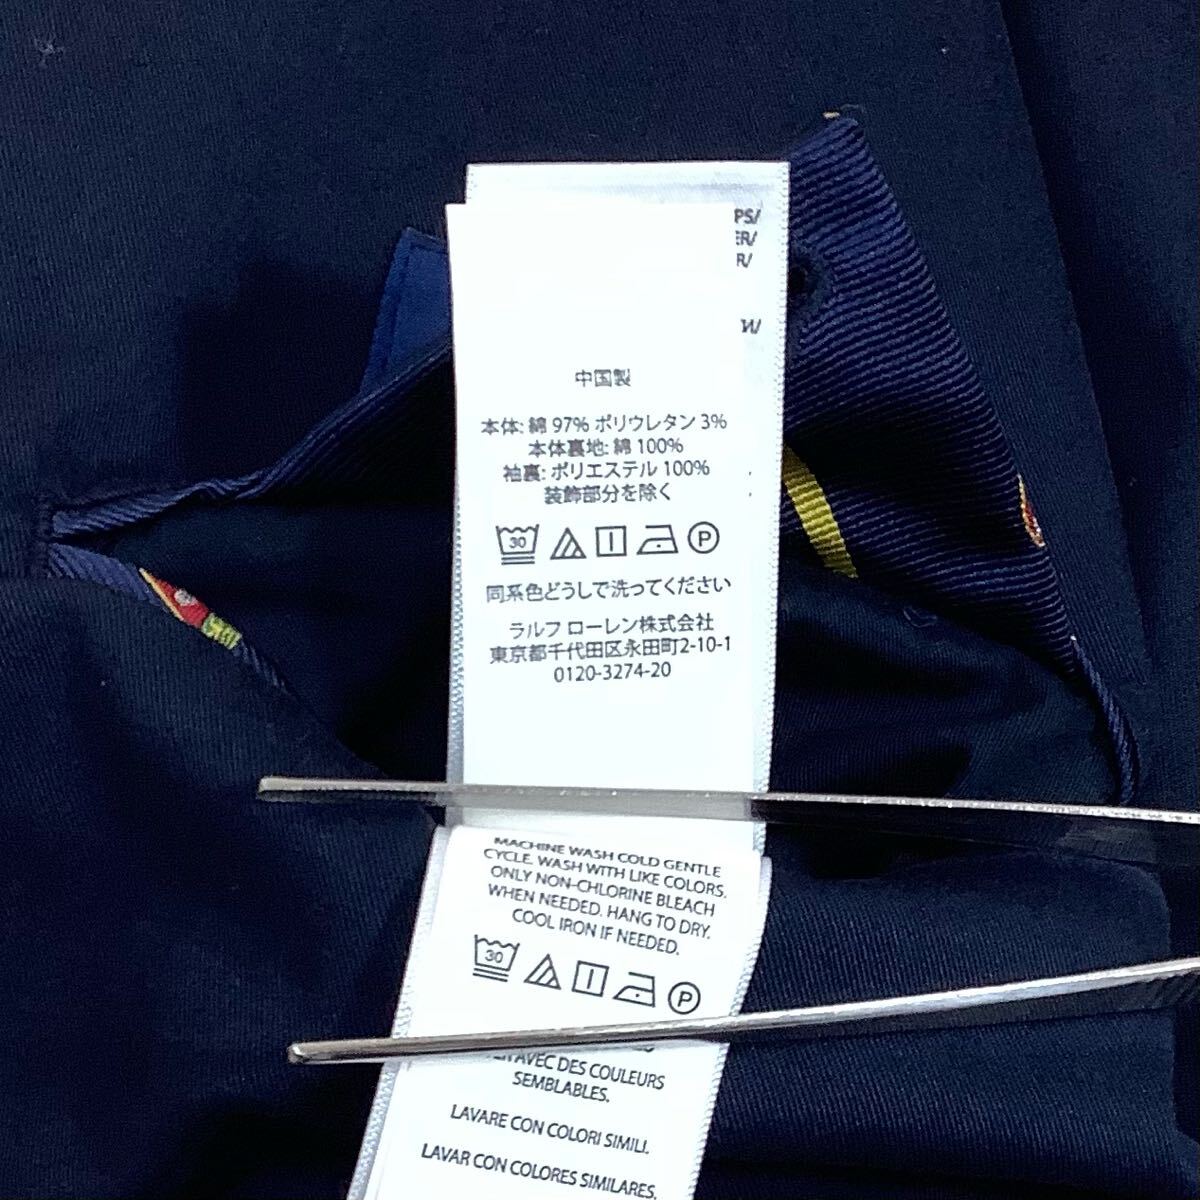 PS/
ER/
R/
中国製
本体: 綿 97% ポリウレタン 3%
本体裏地: 綿 100%
袖裏: ポリエステル 100%
装飾部分を除く
30 P
同系色どうしで洗ってください
ラルフ ローレン株式会社
東京都千代田区永田町2-10-1
0120-3274-20
MACHINE WASH COLD GENTLE
CYCLE. WASH WITH LIKE COLORS.
ONLY NON-CHLORINE BLEACH
WHEN NEEDED. HANG TO DRY.
COOL IRON IF NEEDED.
30 P
AVEC DES COULEURS
SEMBLABLES.
LAVARE CON COLORI SIMILI.
LAVAR CON COLORES SIMILARES.